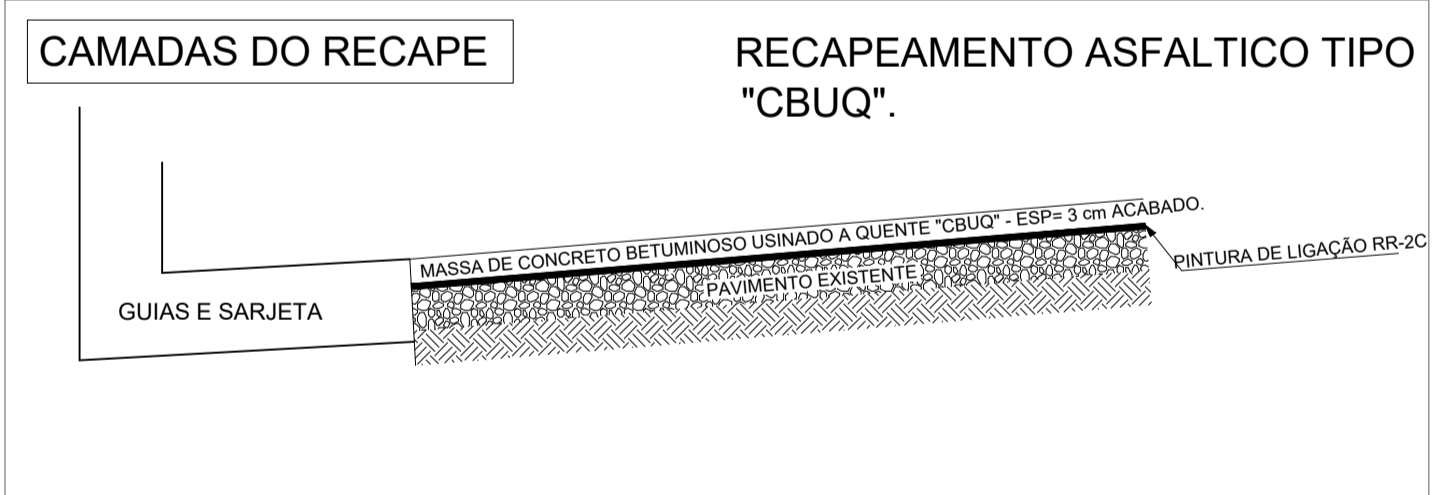 CAMADAS DO RECAPE
RECAPEAMENTO ASFALTICO TIPO
"CBUQ".
MASSA DE CONCRETO BETUMINOSO USINADO A QUENTE "CBUQ" - ESP= 3 cm ACABADO.
PINTURA DE LIGAÇÃO RR-2C
PAVIMENTO EXISTENTE
GUIAS E SARJETA